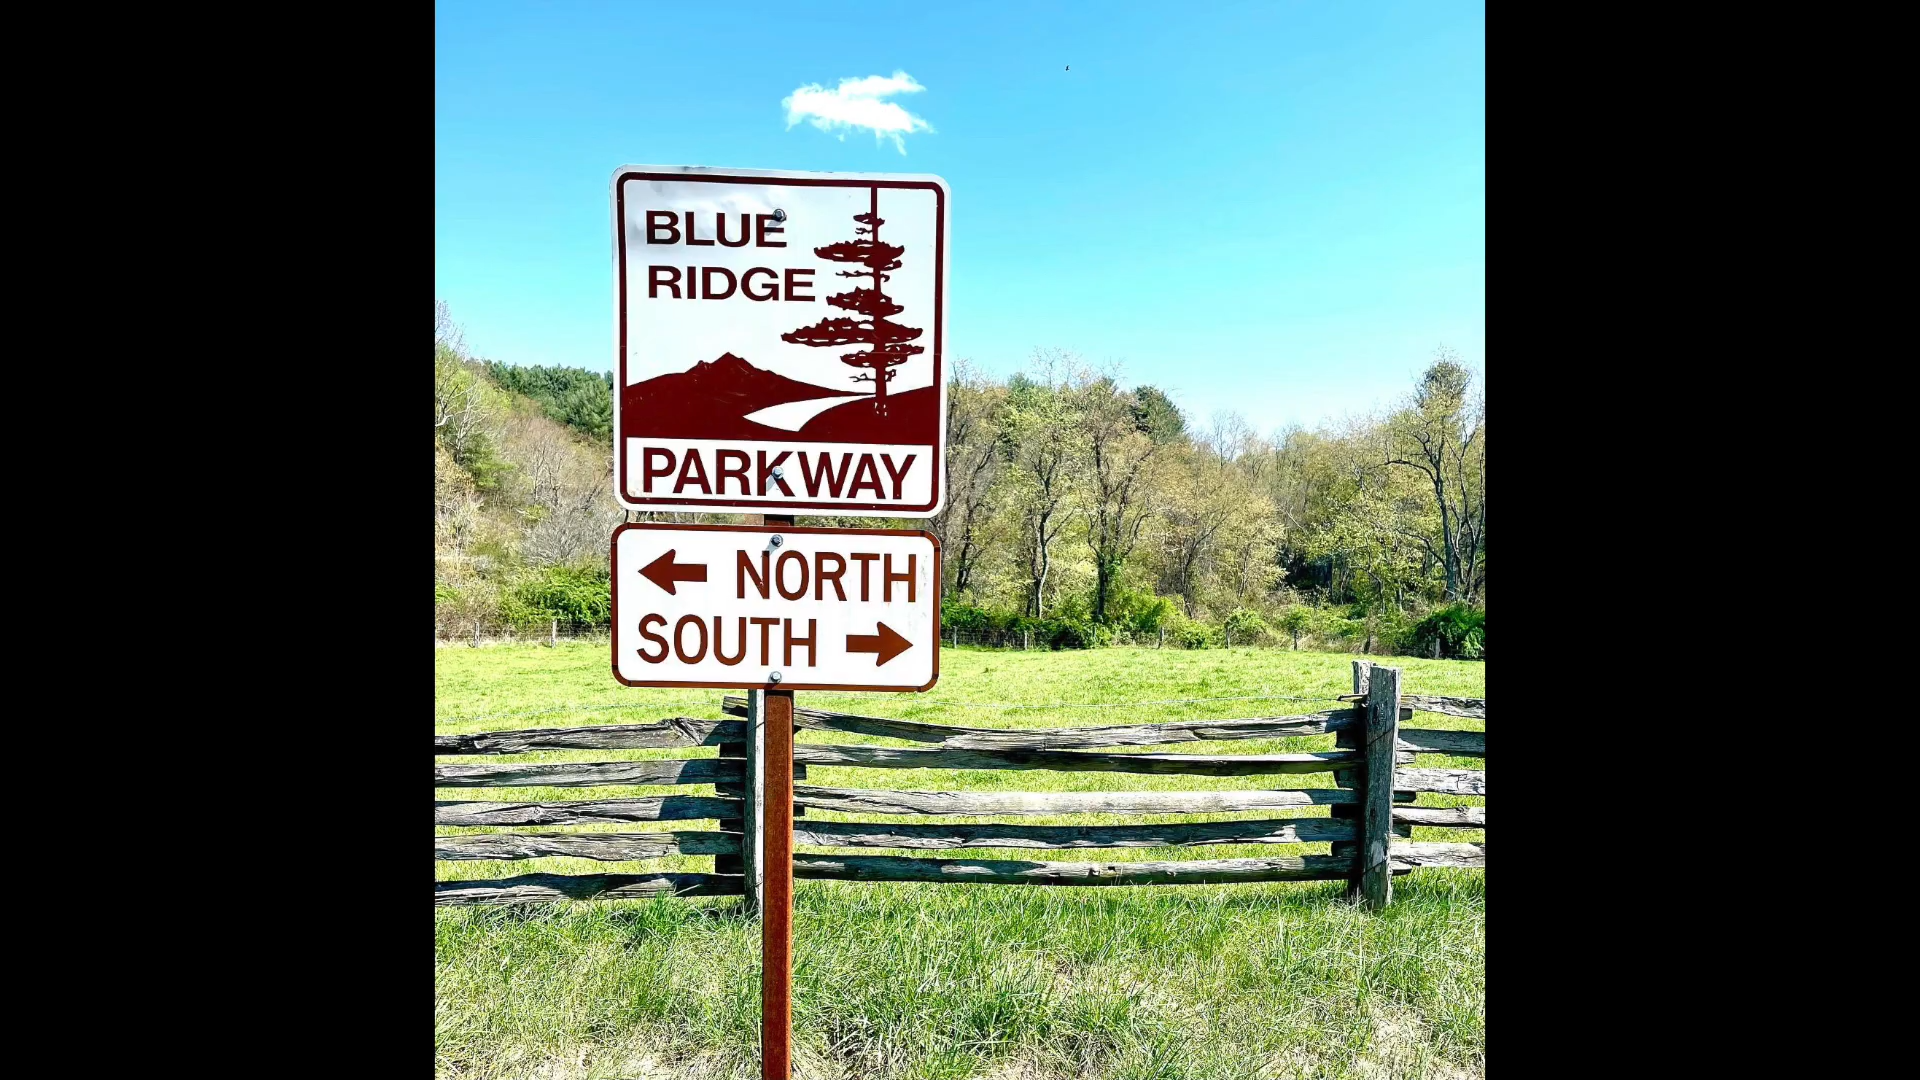 BLUE
RIDGE
PARKWAY
← NORTH
SOUTH →